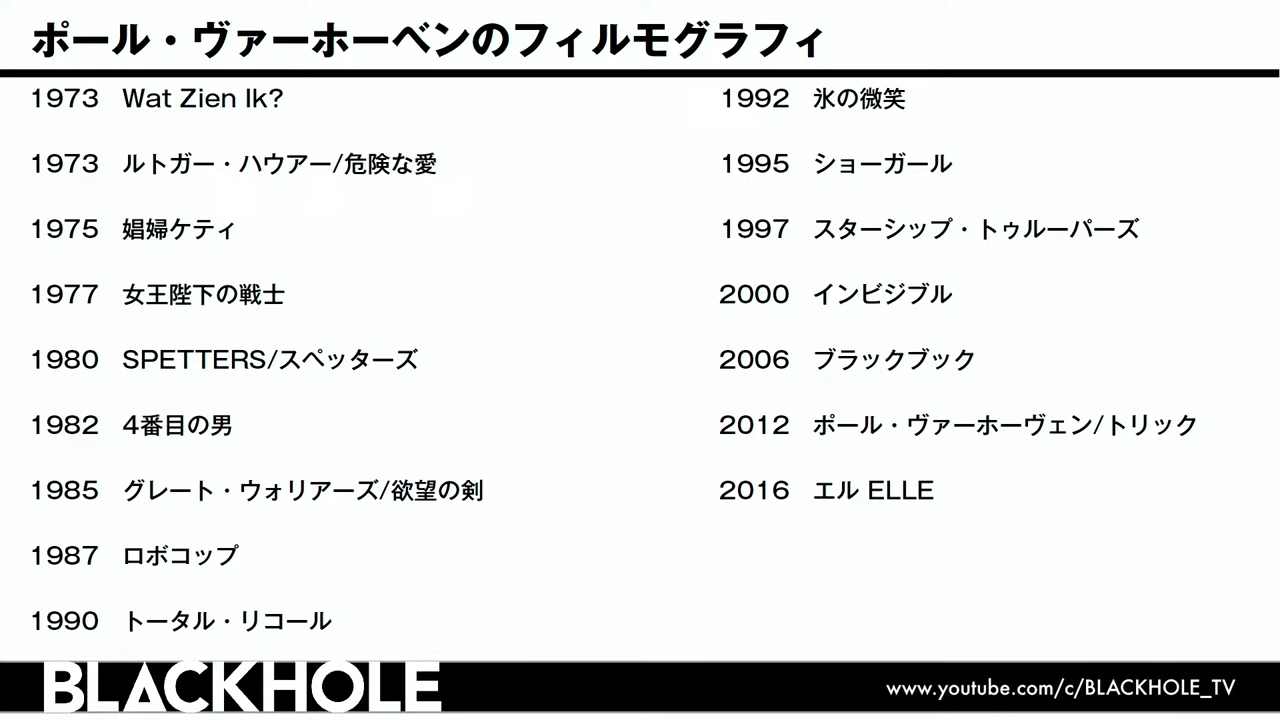 ポール・ヴァーホーベンのフィルモグラフィ
1973 Wat Zien Ik?
1973 ルトガー・ハウアー/危険な愛
1975 娼婦ケティ
1977 女王陛下の戦士
1980 SPETTERS/スペッターズ
1982 4番目の男
1985 グレート・ウォリアーズ/欲望の剣
1987 ロボコップ
1990 トータル・リコール
1992 氷の微笑
1995 ショーガール
1997 スターシップ・トゥルーパーズ
2000 インビジブル
2006 ブラックブック
2012 ポール・ヴァーホーヴェン/トリック
2016 エル ELLE
BLACKHOLE
www.youtube.com/c/BLACKHOLE_TV